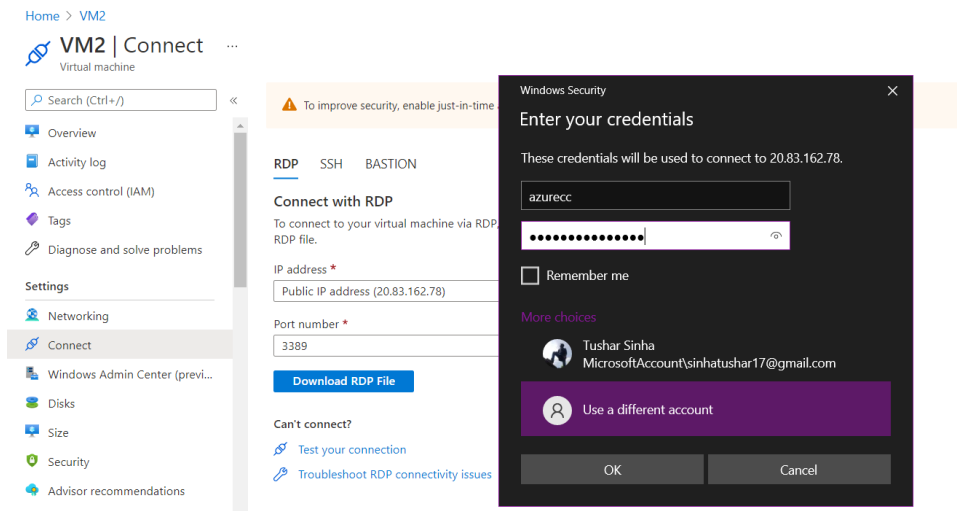 Home > VM2
VM2 | Connect ...
Virtual machine
Search (Ctrl+/)
«
Overview
Activity log
Access control (IAM)
Tags
Diagnose and solve problems
Settings
Networking
Connect
Windows Admin Center (previ...
Disks
Size
Security
Advisor recommendations
To improve security, enable just-in-time
RDP SSH BASTION
Connect with RDP
To connect to your virtual machine via RDP,
RDP file.
IP address *
Public IP address (20.83.162.78)
Port number *
3389
Download RDP File
Can't connect?
Test your connection
Troubleshoot RDP connectivity issues
Windows Security
Enter your credentials
These credentials will be used to connect to 20.83.162.78.
azurecc
●●●●●●●●●●●●●●●
Remember me
More choices
Tushar Sinha
MicrosoftAccount\sinhatushar17@gmail.com
Use a different account
OK
Cancel